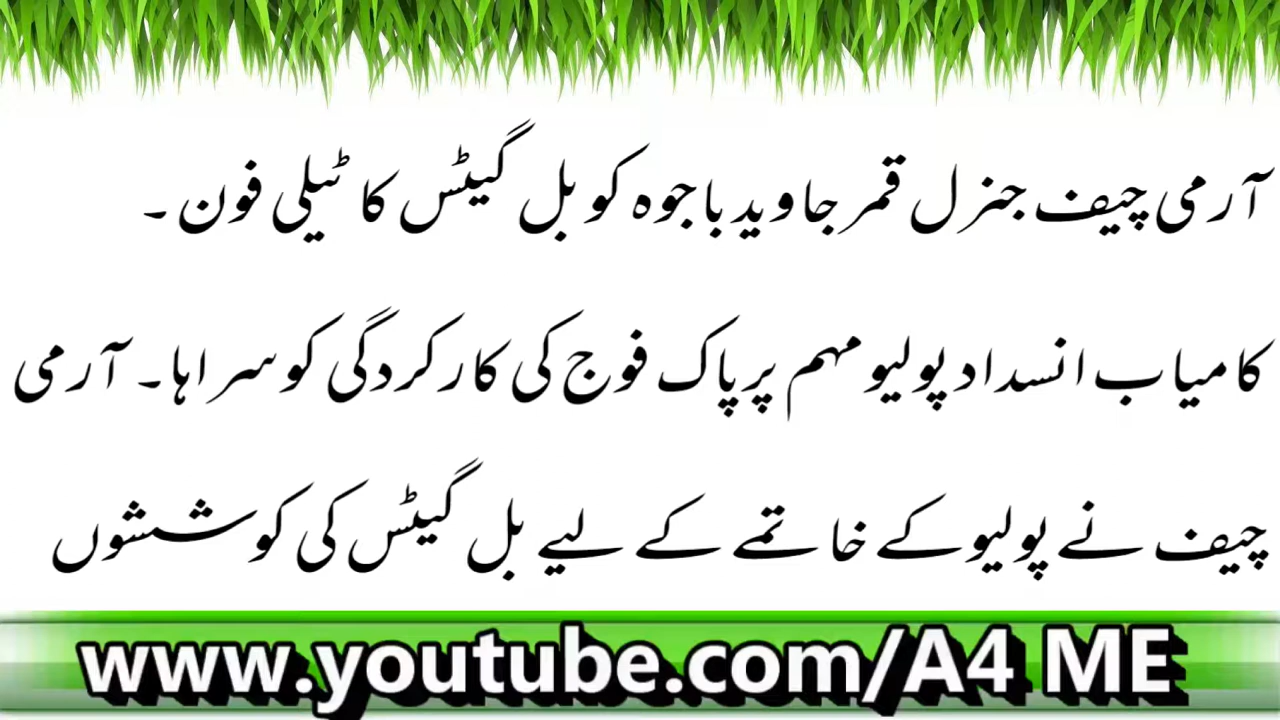 آرمی چیف جنرل قمر جاوید باجوہ کو بل گیٹس کا ٹیلی فون ۔
کامیاب انسداد پولیو مہم پر پاک فوج کی کارکردگی کو سراہا۔ آرمی
چیف نے پولیو کے خاتمے کے لیے بل گیٹس کی کوششوں
www.youtube.com/A4 ME